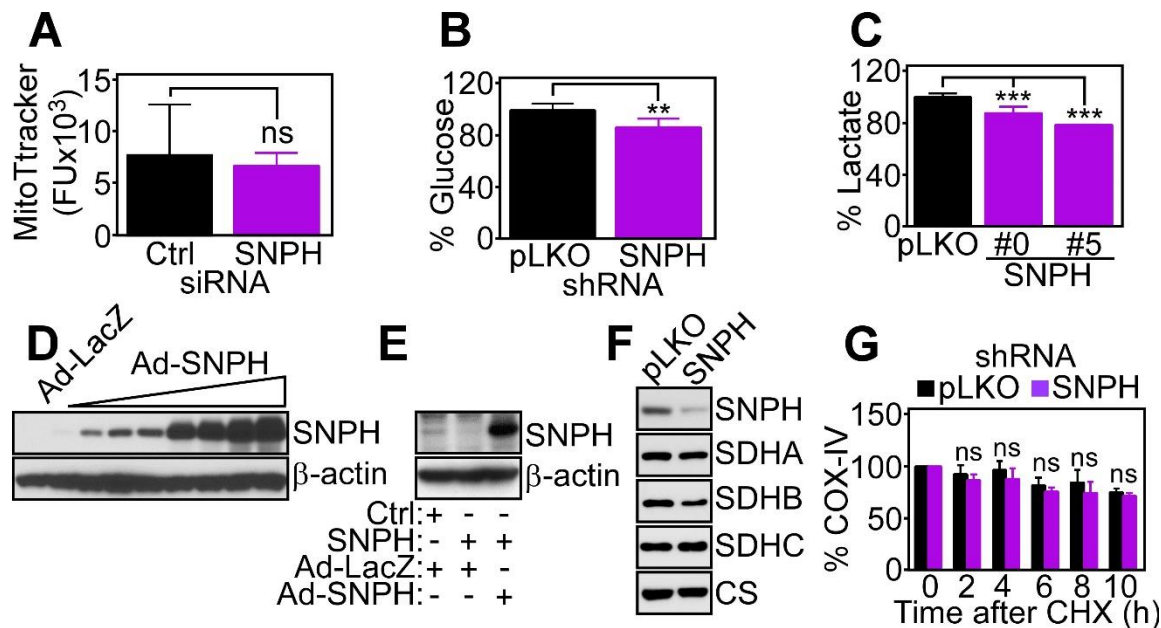 A
MitoTtracker
(FUx10³)
15
10
5
0
ns
Ctrl SNPH
siRNA
B
% Glucose
120
80
40
0
**
pLKO SNPH
shRNA
C
% Lactate
120
80
40
0
*** ***
pLKO #0 #5
SNPH
D
Ad-LacZ
Ad-SNPH
SNPH
β-actin
E
SNPH
β-actin
Ctrl:+ - -
SNPH:- + +
Ad-LacZ:+ + -
Ad-SNPH:- - +
F
pLKO SNPH
SNPH
SDHA
SDHB
SDHC
CS
G
shRNA
pLKO SNPH
% COX-IV
150
100
50
0
ns ns ns ns ns
0 2 4 6 8 10
Time after CHX (h)